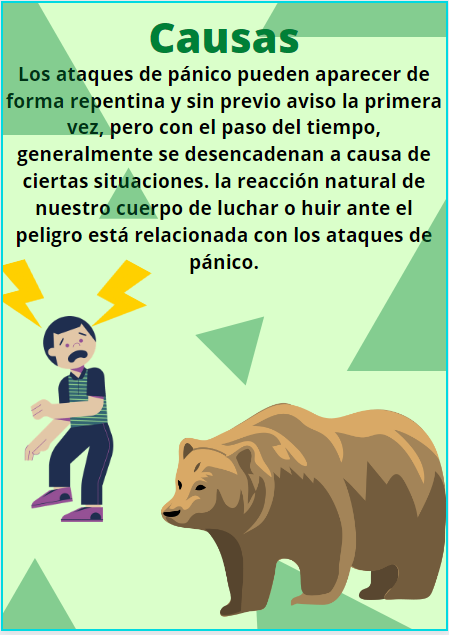 Causas
Los ataques de pánico pueden aparecer de
forma repentina y sin previo aviso la primera
vez, pero con el paso del tiempo,
generalmente se desencadenan a causa de
ciertas situaciones. la reacción natural de
nuestro cuerpo de luchar o huir ante el
peligro está relacionada con los ataques de
pánico.